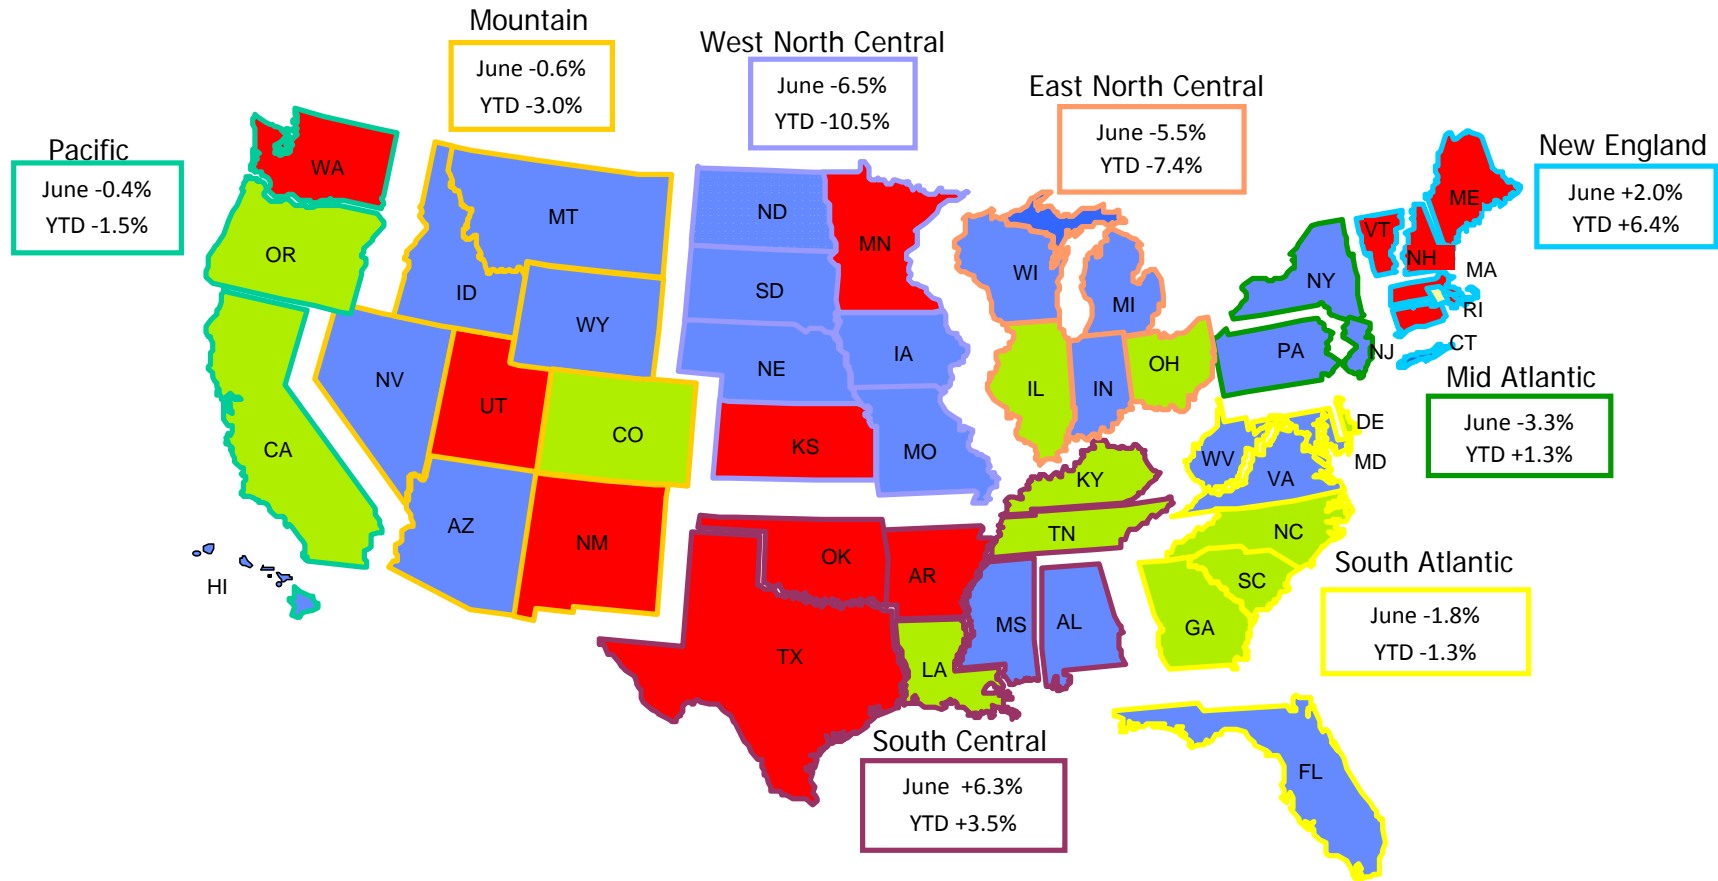 Mountain
June -0.6%
YTD -3.0%
West North Central
June -6.5%
YTD -10.5%
East North Central
June -5.5%
YTD -7.4%
New England
June +2.0%
YTD +6.4%
Pacific
June -0.4%
YTD -1.5%
WA
OR
CA
HI
MT
ID
WY
NV
UT
CO
AZ
NM
ND
SD
NE
KS
MN
IA
MO
WI
MI
IL
IN
OH
NY
PA
NJ
VT
NH
ME
MA
RI
CT
Mid Atlantic
June -3.3%
YTD +1.3%
DE
MD
WV
VA
NC
SC
GA
FL
KY
TN
OK
AR
TX
LA
MS
AL
South Atlantic
June -1.8%
YTD -1.3%
South Central
June +6.3%
YTD +3.5%